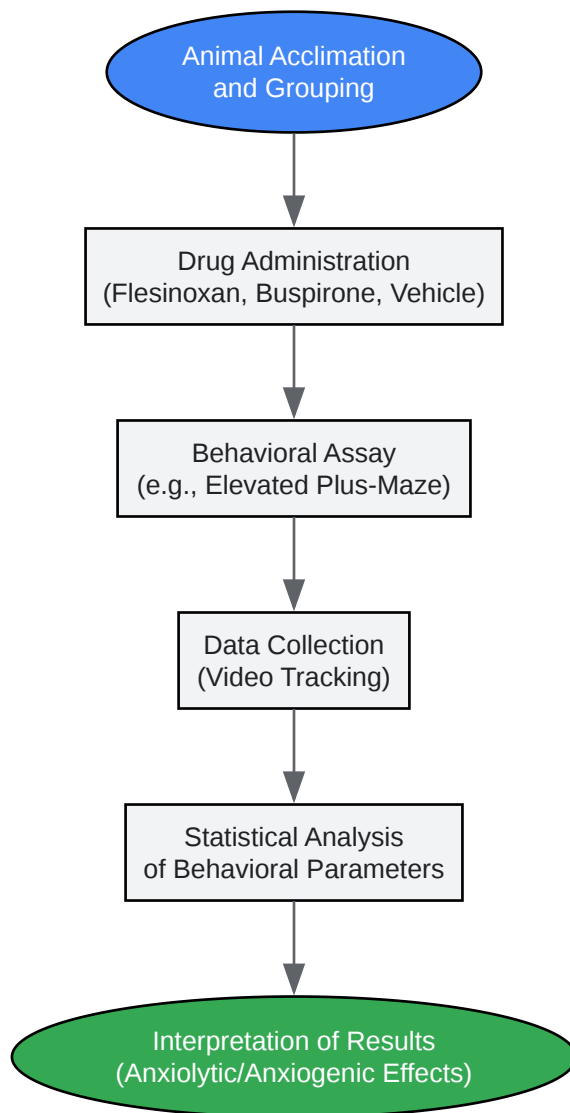 Animal Acclimation
and Grouping
Drug Administration
(Flesinoxan, Buspirone, Vehicle)
Behavioral Assay
(e.g., Elevated Plus-Maze)
Data Collection
(Video Tracking)
Statistical Analysis
of Behavioral Parameters
Interpretation of Results
(Anxiolytic/Anxiogenic Effects)